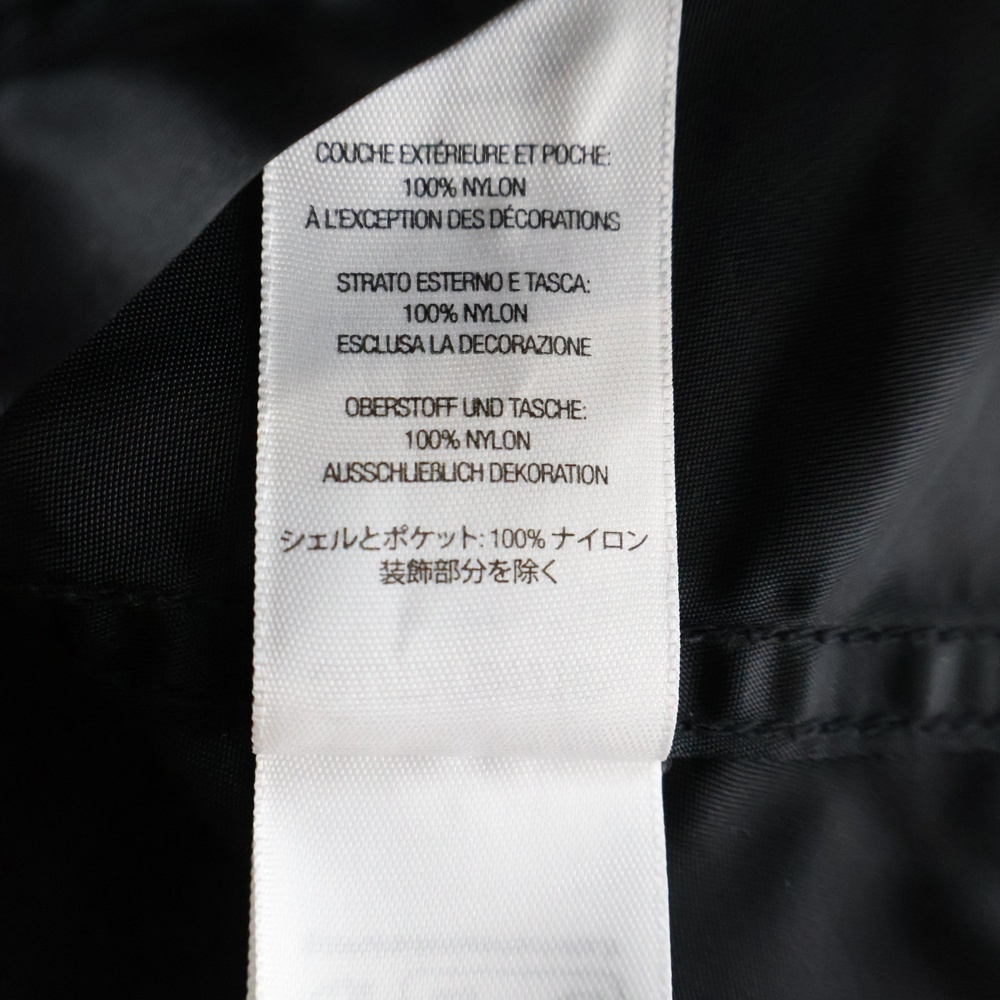 COUCHE EXTÉRIEURE ET POCHE:
100% NYLON
À L'EXCEPTION DES DÉCORATIONS
STRATO ESTERNO E TASCA:
100% NYLON
ESCLUSA LA DECORAZIONE
OBERSTOFF UND TASCHE:
100% NYLON
AUSSCHLIEßLICH DEKORATION
シェルとポケット: 100% ナイロン
装飾部分を除く